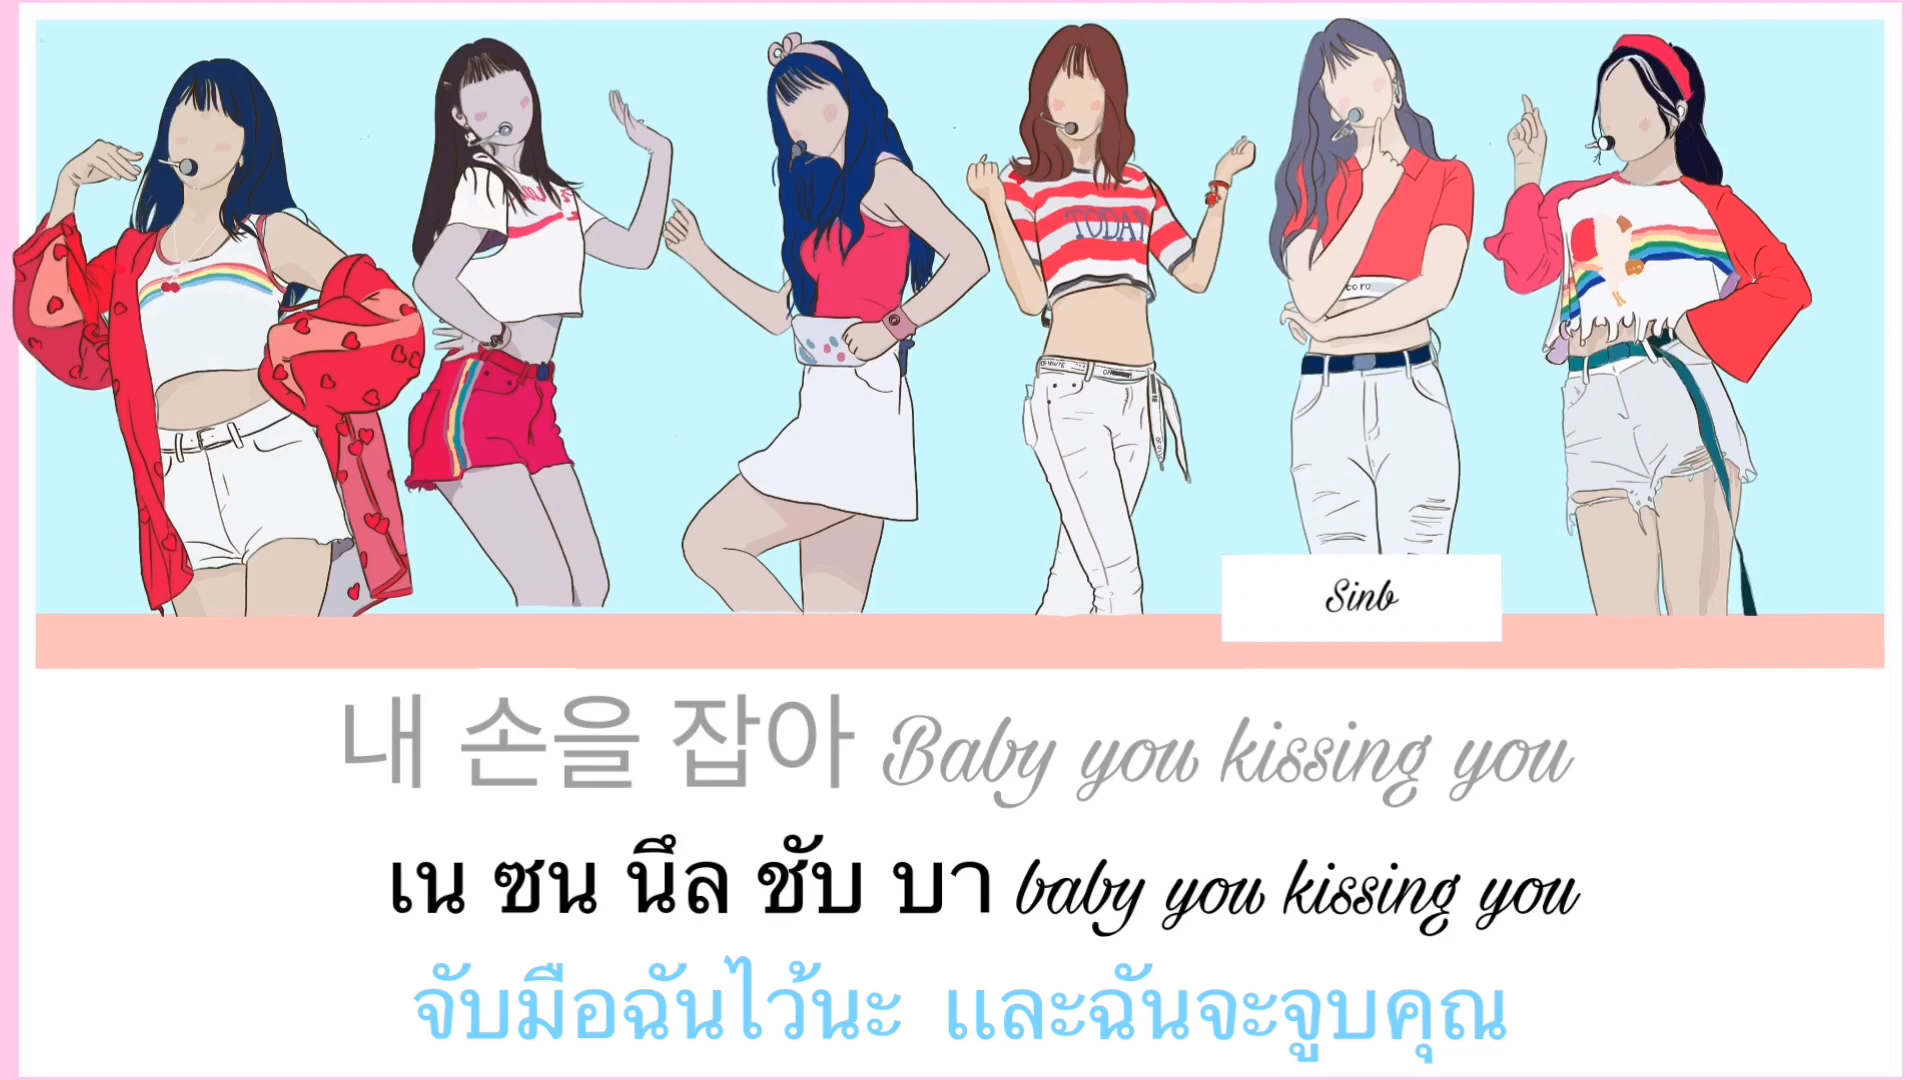 TODAY
Sinb
내 손을 잡아 Baby you kissing you
เน ซน นึล ชับ บา baby you kissing you
จับมือฉันไว้นะ และฉันจะจูบคุณ